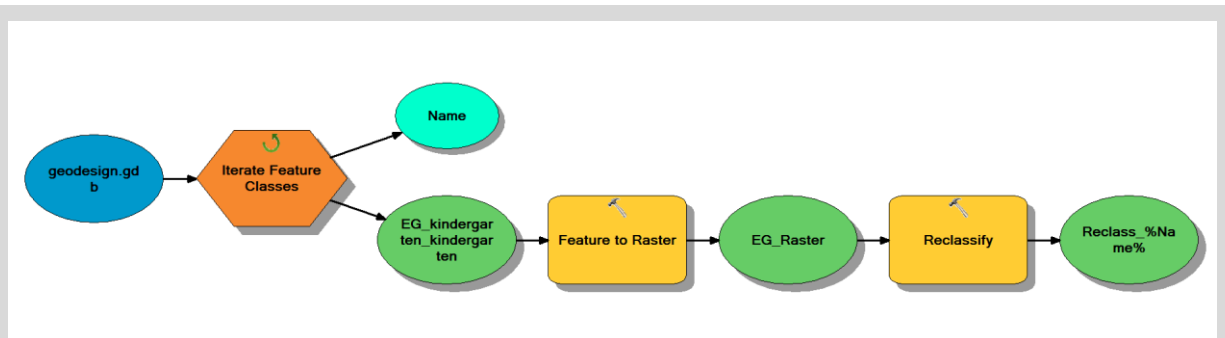 geodesign.gd
b
Iterate Feature
Classes
Name
EG_kindergar
ten_kindergar
ten
Feature to Raster
EG_Raster
Reclassify
Reclass_%Na
me%